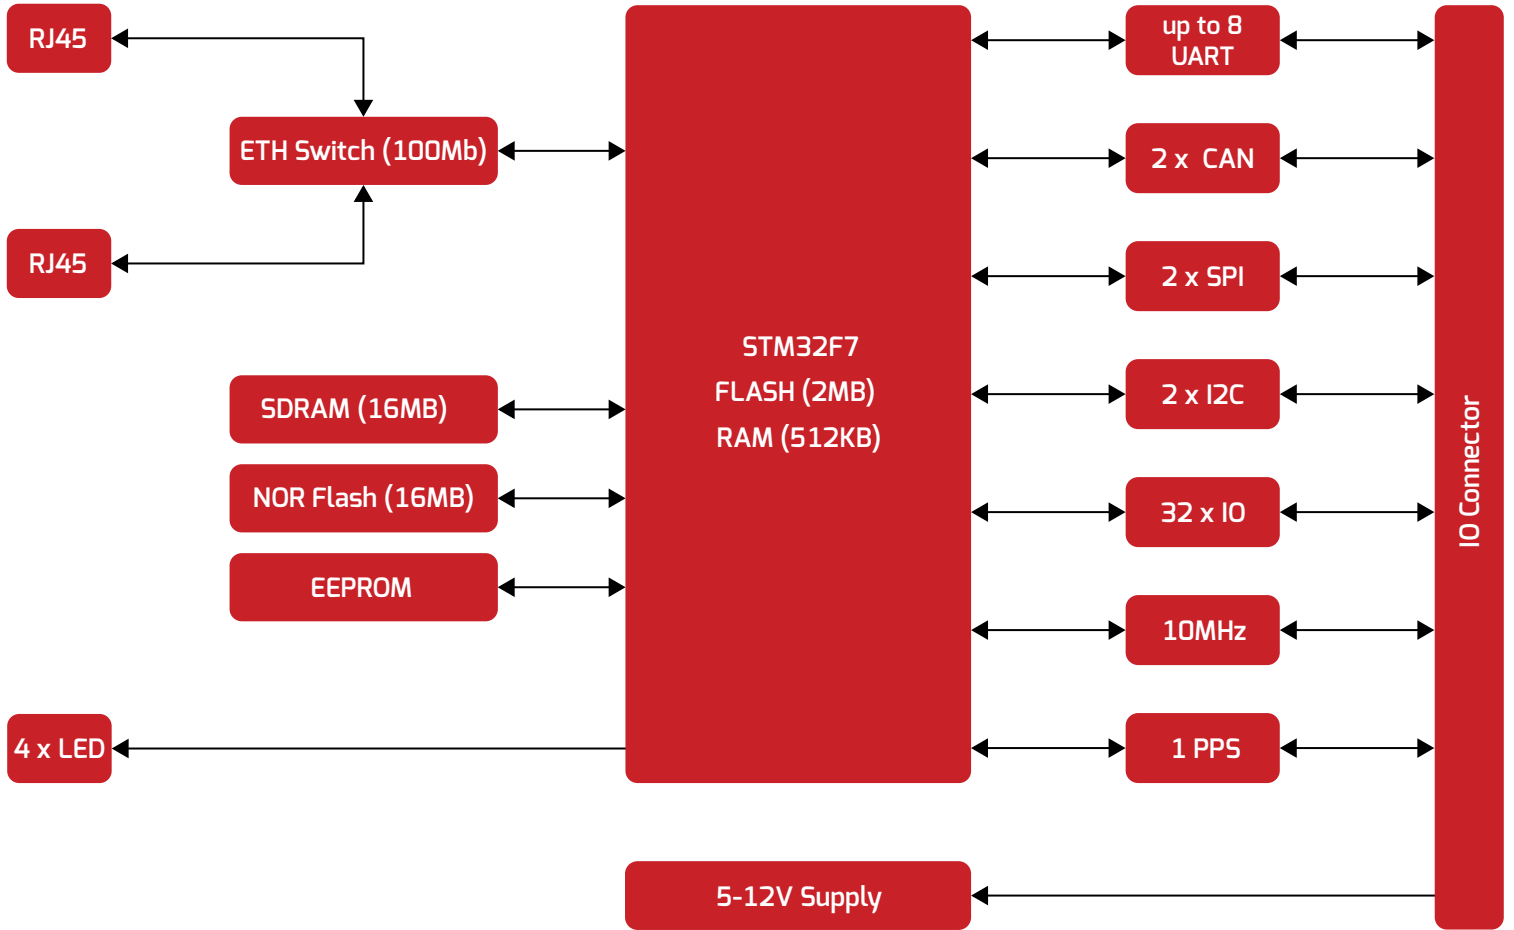 RJ45
ETH Switch (100Mb)
RJ45
SDRAM (16MB)
NOR Flash (16MB)
EEPROM
4 x LED
STM32F7
FLASH (2MB)
RAM (512KB)
up to 8
UART
2 x CAN
2 x SPI
2 x I2C
32 x IO
10MHz
1 PPS
IO Connector
5-12V Supply